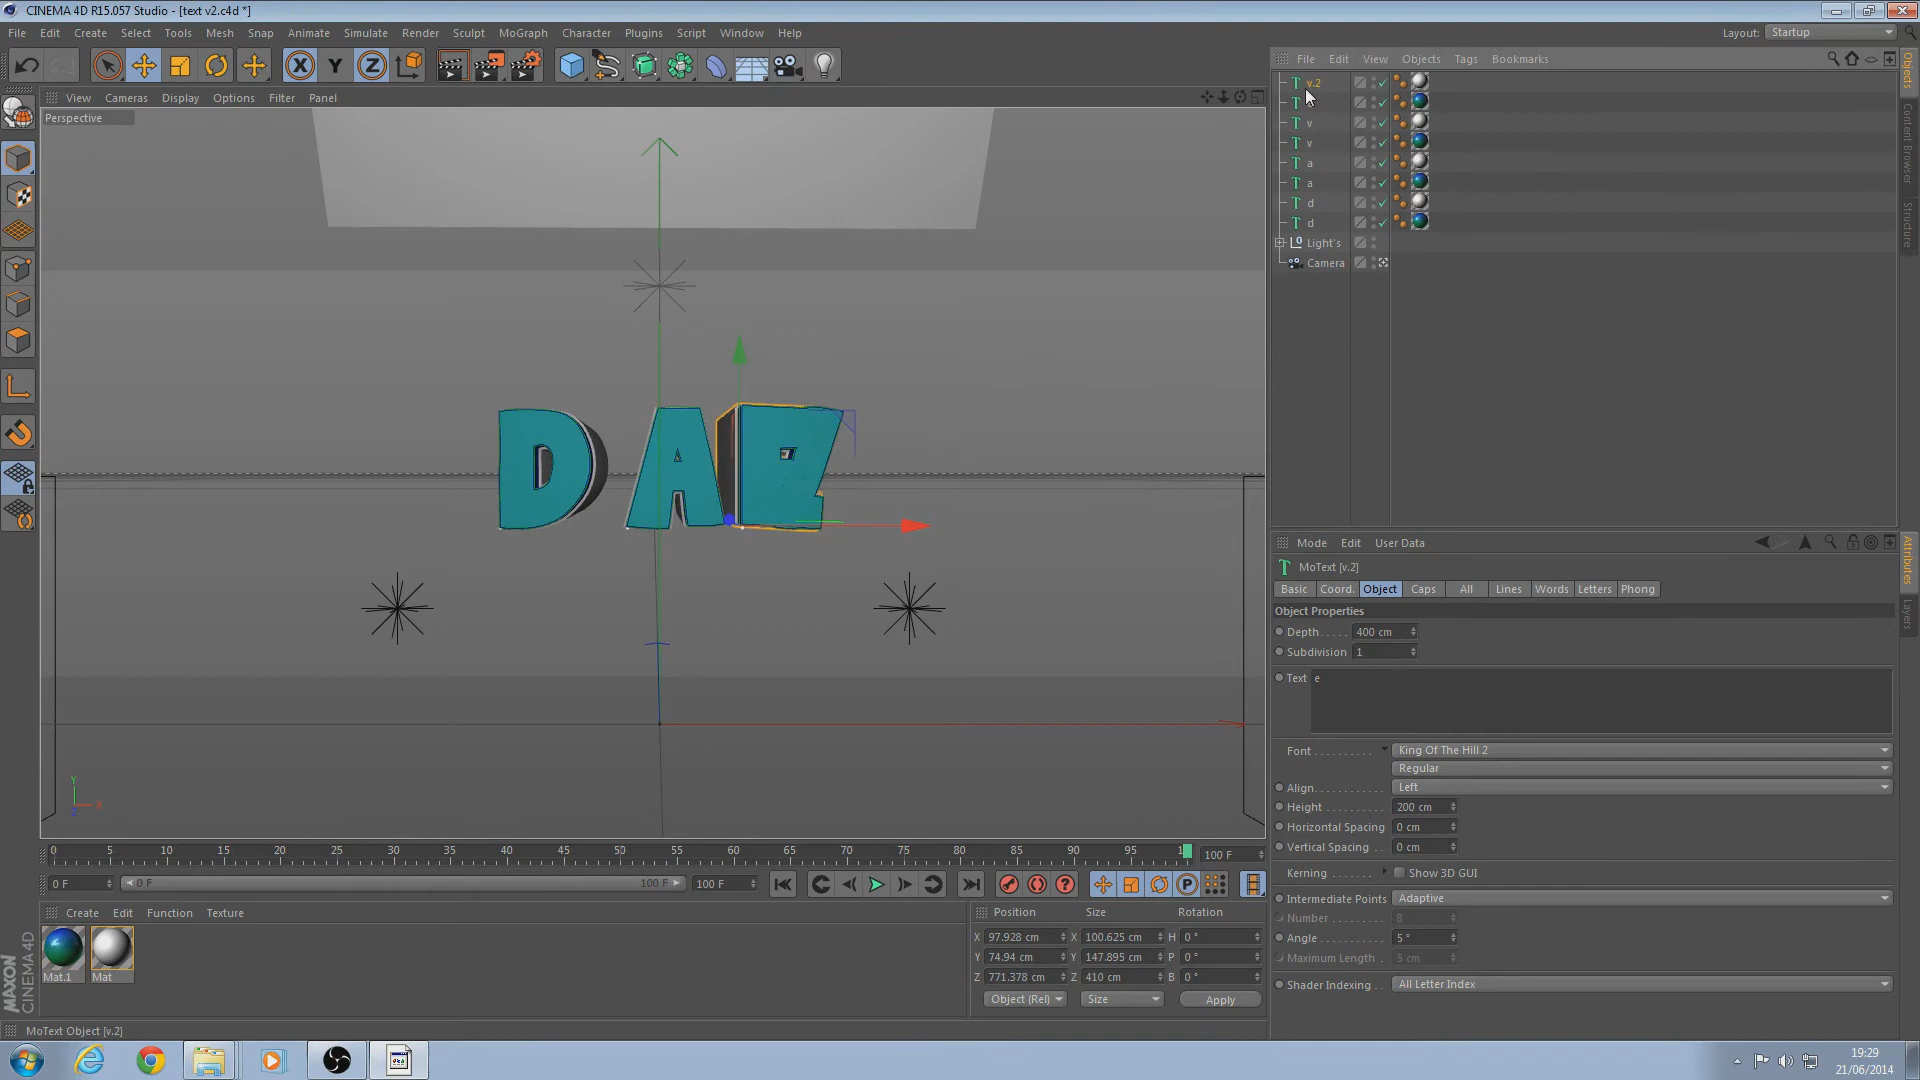 CINEMA 4D R15.057 Studio - [text v2.c4d *]
File Edit Create Select Tools Mesh Snap Animate Simulate Render Sculpt MoGraph Character Plugins Script Window Help
Layout: Startup
X Y Z
View Cameras Display Options Filter Panel
Perspective
D A E
Y
X
Z
File Edit View Objects Tags Bookmarks
v.2
v
v
a
a
d
d
Light's
Camera
Objects
Content Browser
Structure
Mode Edit User Data
MoText [v.2]
Basic Coord. Object Caps All Lines Words Letters Phong
Object Properties
Depth..... 400 cm
Subdivision 1
Text e
Font .......... King Of The Hill 2
Regular
Align............ Left
Height .......... 200 cm
Horizontal Spacing 0 cm
Vertical Spacing .. 0 cm
Kerning ....... Show 3D GUI
Intermediate Points Adaptive
Number ......... 8
Angle ........... 5 °
Maximum Length . 5 cm
Shader Indexing . . All Letter Index
Attributes
Layers
0 5 10 15 20 25 30 35 40 45 50 55 60 65 70 75 80 85 90 95 1
100 F
0 F 0 F 100 F 100 F
P
Create Edit Function Texture
Mat.1 Mat
MAXON
CINEMA 4D
Position Size Rotation
X 97.928 cm X 100.625 cm H 0 °
Y 74.94 cm Y 147.895 cm P 0 °
Z 771.378 cm Z 410 cm B 0 °
Object (Rel) Size Apply
MoText Object [v.2]
19:29
21/06/2014